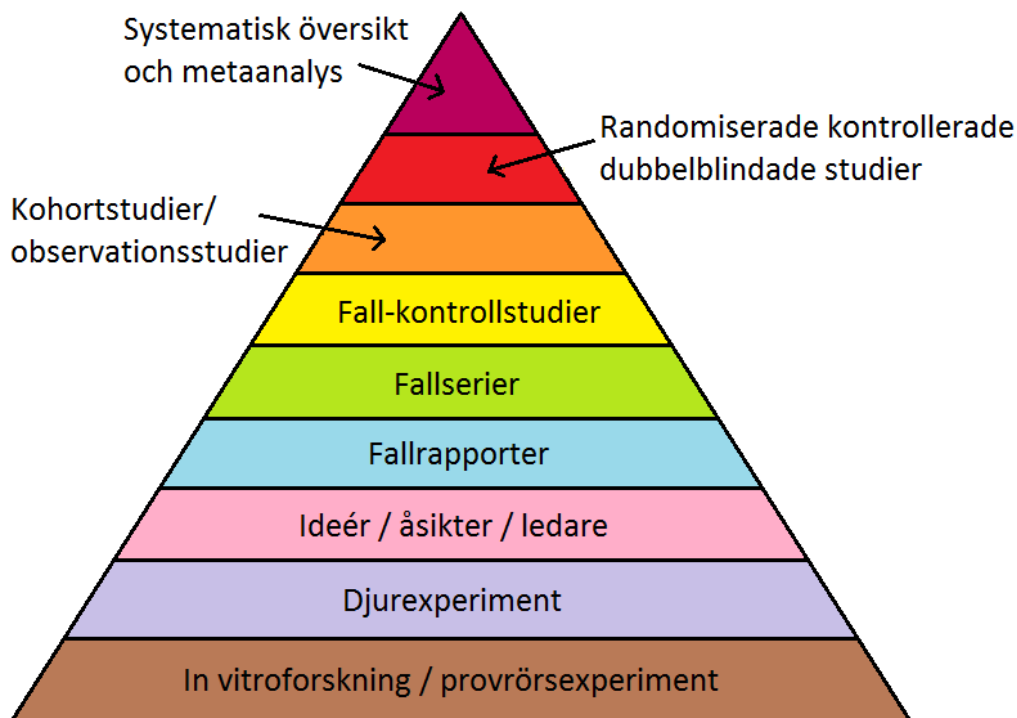 Systematisk översikt
och metaanalys
Randomiserade kontrollerade
dubbelblindade studier
Kohortstudier/
observationsstudier
Fall-kontrollstudier
Fallserier
Fallrapporter
Ideér / åsikter / ledare
Djurexperiment
In vitroforskning / provrörsexperiment